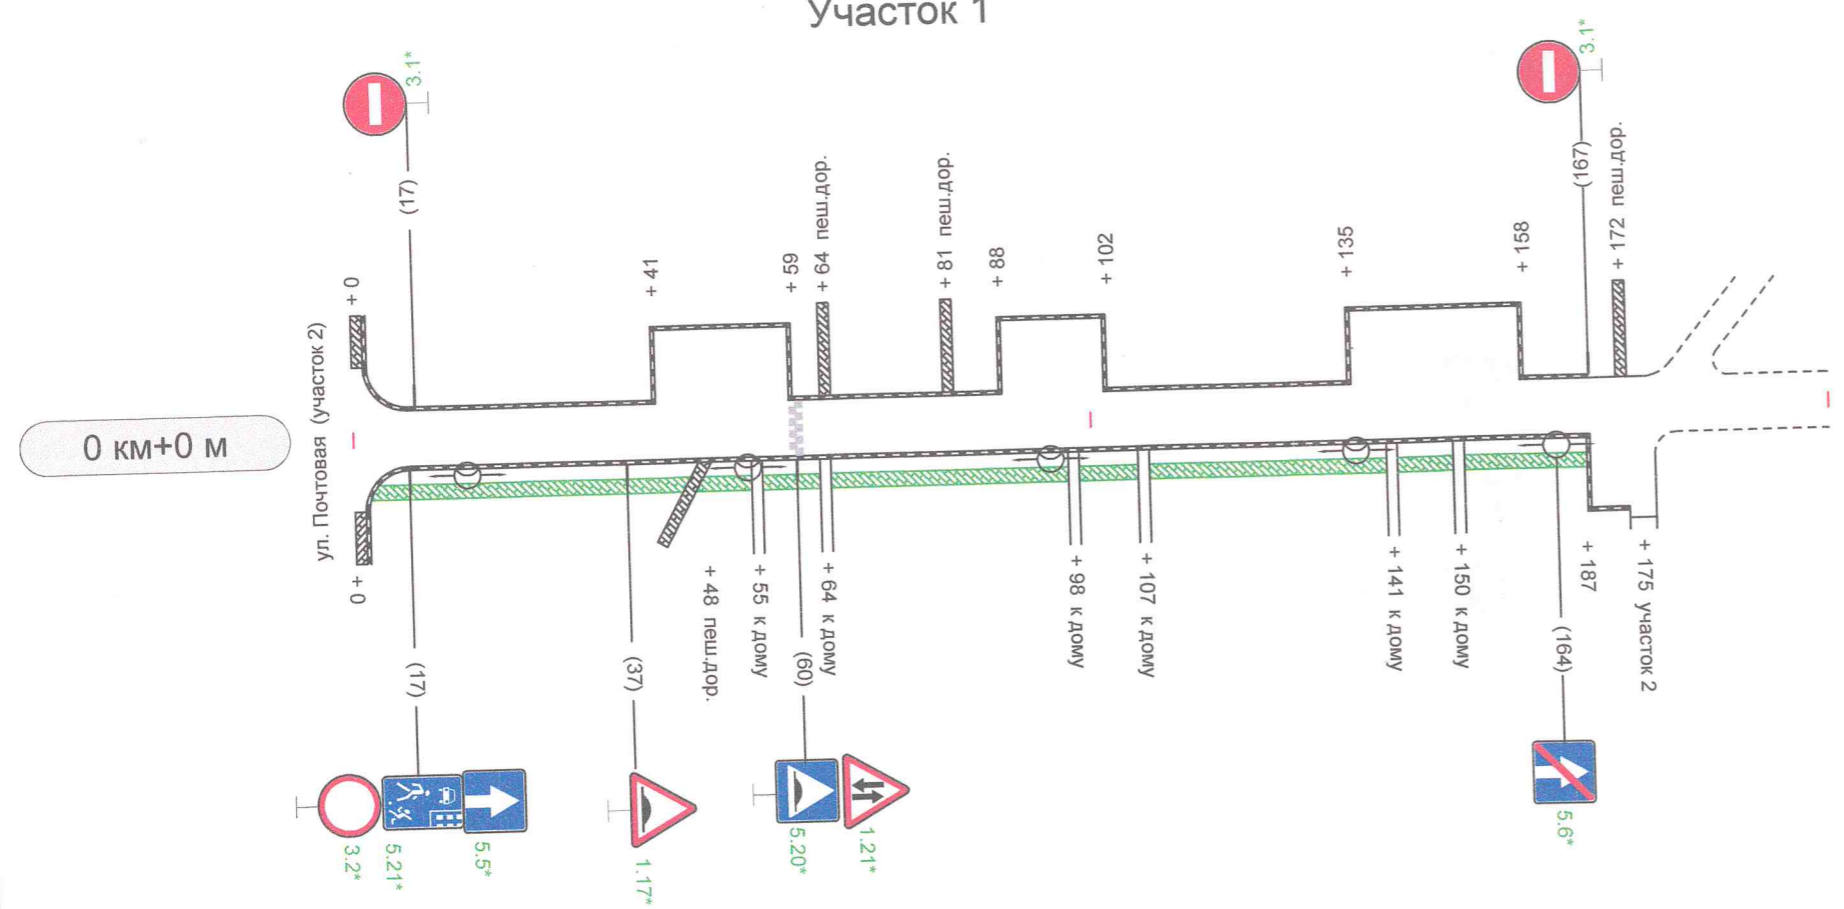 Участок 1
3.1*
3.1*
(17)
(167)
+ 0
+ 41
+ 59
+ 64 пеш.дор.
+ 81 пеш.дор.
+ 88
+ 102
+ 135
+ 158
+ 172 пеш.дор.
ул. Почтовая (участок 2)
0 км+0 м
0 +
(17)
(37)
+ 48 пеш.дор.
+ 55 к дому
(60)
+ 64 к дому
+ 98 к дому
+ 107 к дому
+ 141 к дому
+ 150 к дому
(164)
+ 187
+ 175 участок 2
3.2*
5.21*
5.5*
1.17*
5.20*
1.21*
5.6*